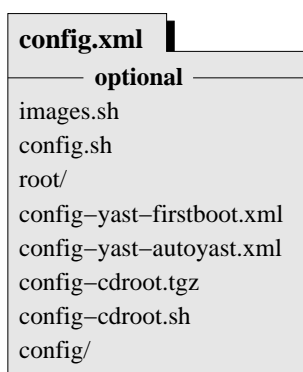 config.xml
optional
images.sh
config.sh
root/
config−yast−firstboot.xml
config−yast−autoyast.xml
config−cdroot.tgz
config−cdroot.sh
config/